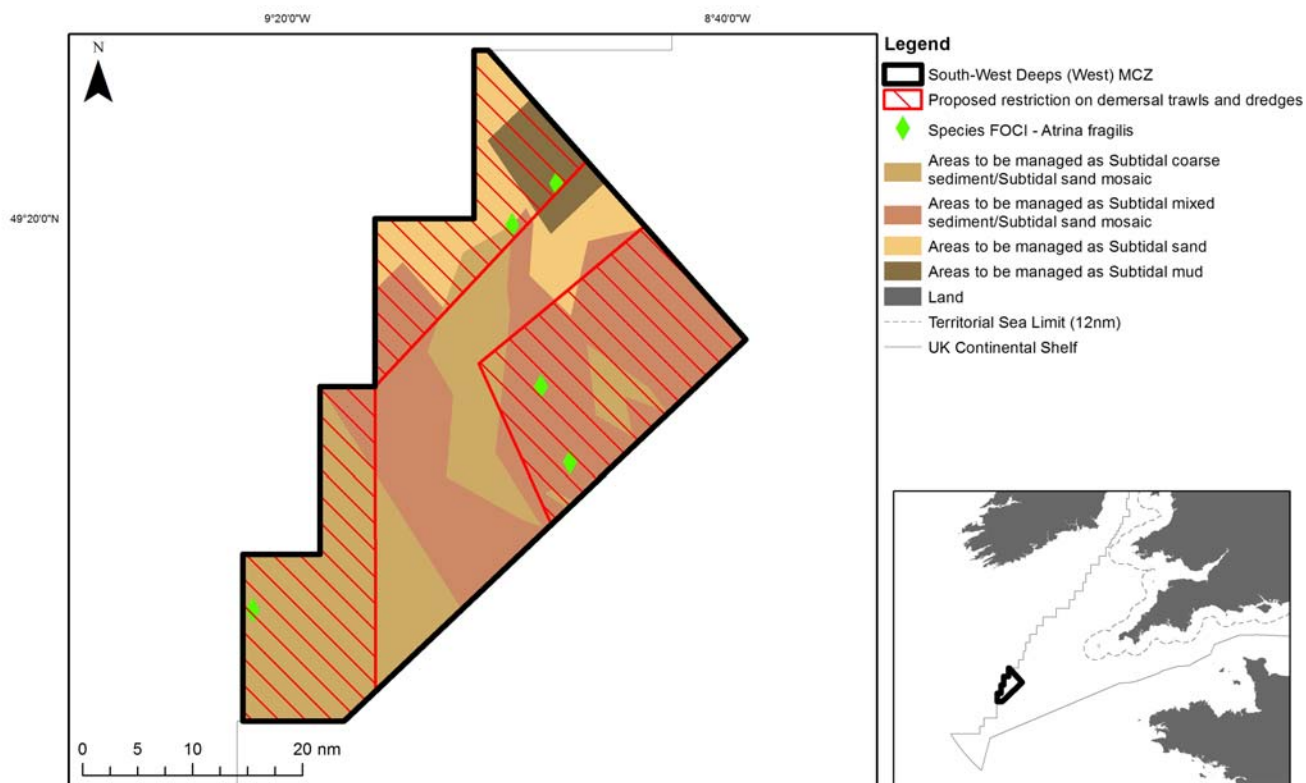 9°20'0"W
8°40'0"W
N
49°20'0"N
0 5 10 20 nm
Legend
South-West Deeps (West) MCZ
Proposed restriction on demersal trawls and dredges
Species FOCI - Atrina fragilis
Areas to be managed as Subtidal coarse
sediment/Subtidal sand mosaic
Areas to be managed as Subtidal mixed
sediment/Subtidal sand mosaic
Areas to be managed as Subtidal sand
Areas to be managed as Subtidal mud
Land
Territorial Sea Limit (12nm)
UK Continental Shelf